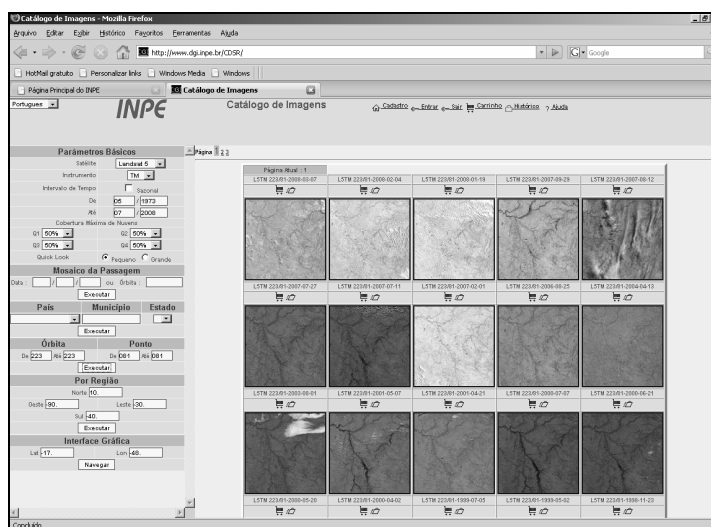 Catálogo de Imagens - Mozilla Firefox
Arquivo Editar Exibir Histórico Favoritos Ferramentas Ajuda
http://www.dgi.inpe.br/CDSR/
Google
HotMail gratuito Personalizar links Windows Media Windows
Página Principal do INPE
Catálogo de Imagens
Portugues
INPE
Catálogo de Imagens
Cadastro Entrar Sair Carrinho Histórico ? Ajuda
Parâmetros Básicos
Satélite Landsat 5
Instrumento TM
Intervalo de Tempo Sazonal
De 05 / 1973
Até 07 / 2008
Cobertura Máxima de Nuvens
Q1 50% Q2 50%
Q3 50% Q4 50%
Quick Look Pequeno Grande
Mosaico da Passagem
Data : / / ou Órbita :
Executar
País Município Estado
Executar
Órbita Ponto
De 223 Até 223 De 081 Até 081
Executar
Por Região
Norte 10.
Oeste -90. Leste -30.
Sul -40.
Executar
Interface Gráfica
Lat -17. Lon -48.
Navegar
Página 1 2 3
Página Atual : 1
L5TM 223/81-2008-03-07 L5TM 223/81-2008-02-04 L5TM 223/81-2008-01-19 L5TM 223/81-2007-09-29 L5TM 223/81-2007-08-12
L5TM 223/81-2007-07-27 L5TM 223/81-2007-07-11 L5TM 223/81-2007-02-01 L5TM 223/81-2006-08-25 L5TM 223/81-2004-04-13
L5TM 223/81-2003-08-01 L5TM 223/81-2001-05-07 L5TM 223/81-2001-04-21 L5TM 223/81-2000-07-07 L5TM 223/81-2000-06-21
L5TM 223/81-2000-05-20 L5TM 223/81-2000-04-02 L5TM 223/81-1999-07-05 L5TM 223/81-1999-05-02 L5TM 223/81-1998-11-23
Concluído